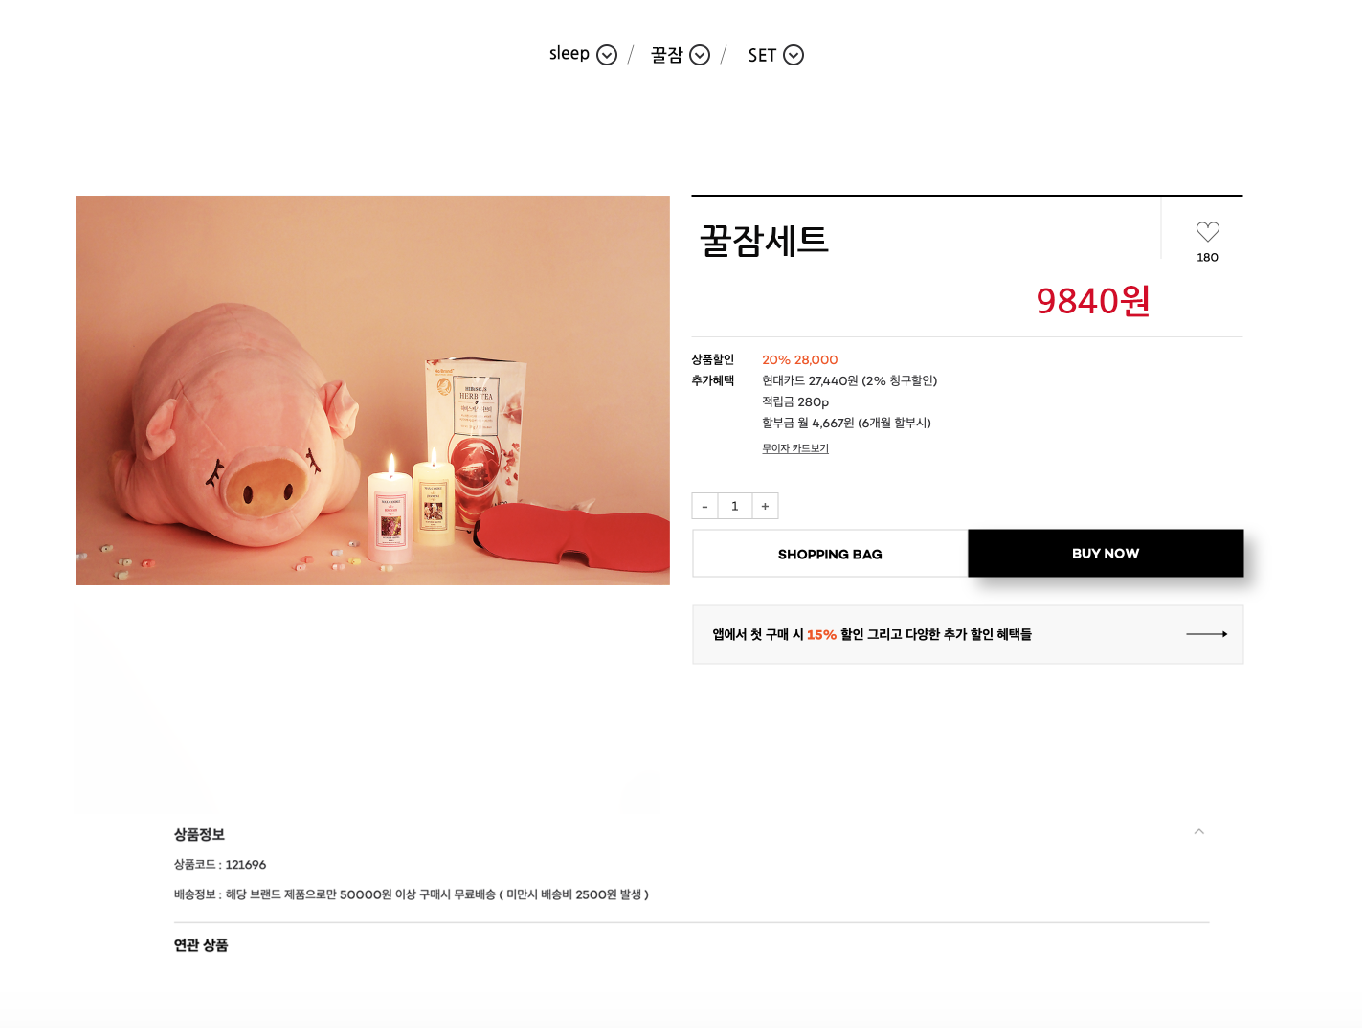 sleep / 꿀잠 / SET
꿀잠세트
180
9840원
상품할인 20% 28,000
추가혜택 현대카드 27,440원 (2% 청구할인)
적립금 280p
할부금 월 4,667원 (6개월 할부시)
무이자 카드보기
- 1 +
SHOPPING BAG BUY NOW
앱에서 첫 구매 시 15% 할인 그리고 다양한 추가 할인 혜택들
HIBISCUS
HERB TEA
상품정보
상품코드 : 121696
배송정보 : 해당 브랜드 제품으로만 50000원 이상 구매시 무료배송 ( 미만시 배송비 2500원 발생 )
연관 상품